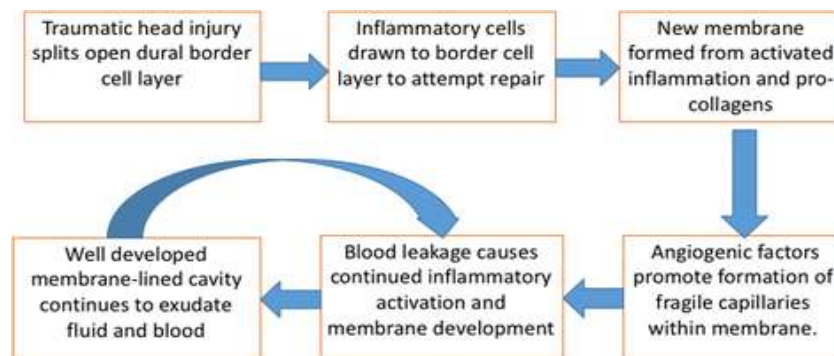 Traumatic head injury
splits open dural border
cell layer
Inflammatory cells
drawn to border cell
layer to attempt repair
New membrane
formed from activated
inflammation and pro-
collagens
Angiogenic factors
promote formation of
fragile capillaries
within membrane.
Blood leakage causes
continued inflammatory
activation and
membrane development
Well developed
membrane-lined cavity
continues to exudate
fluid and blood